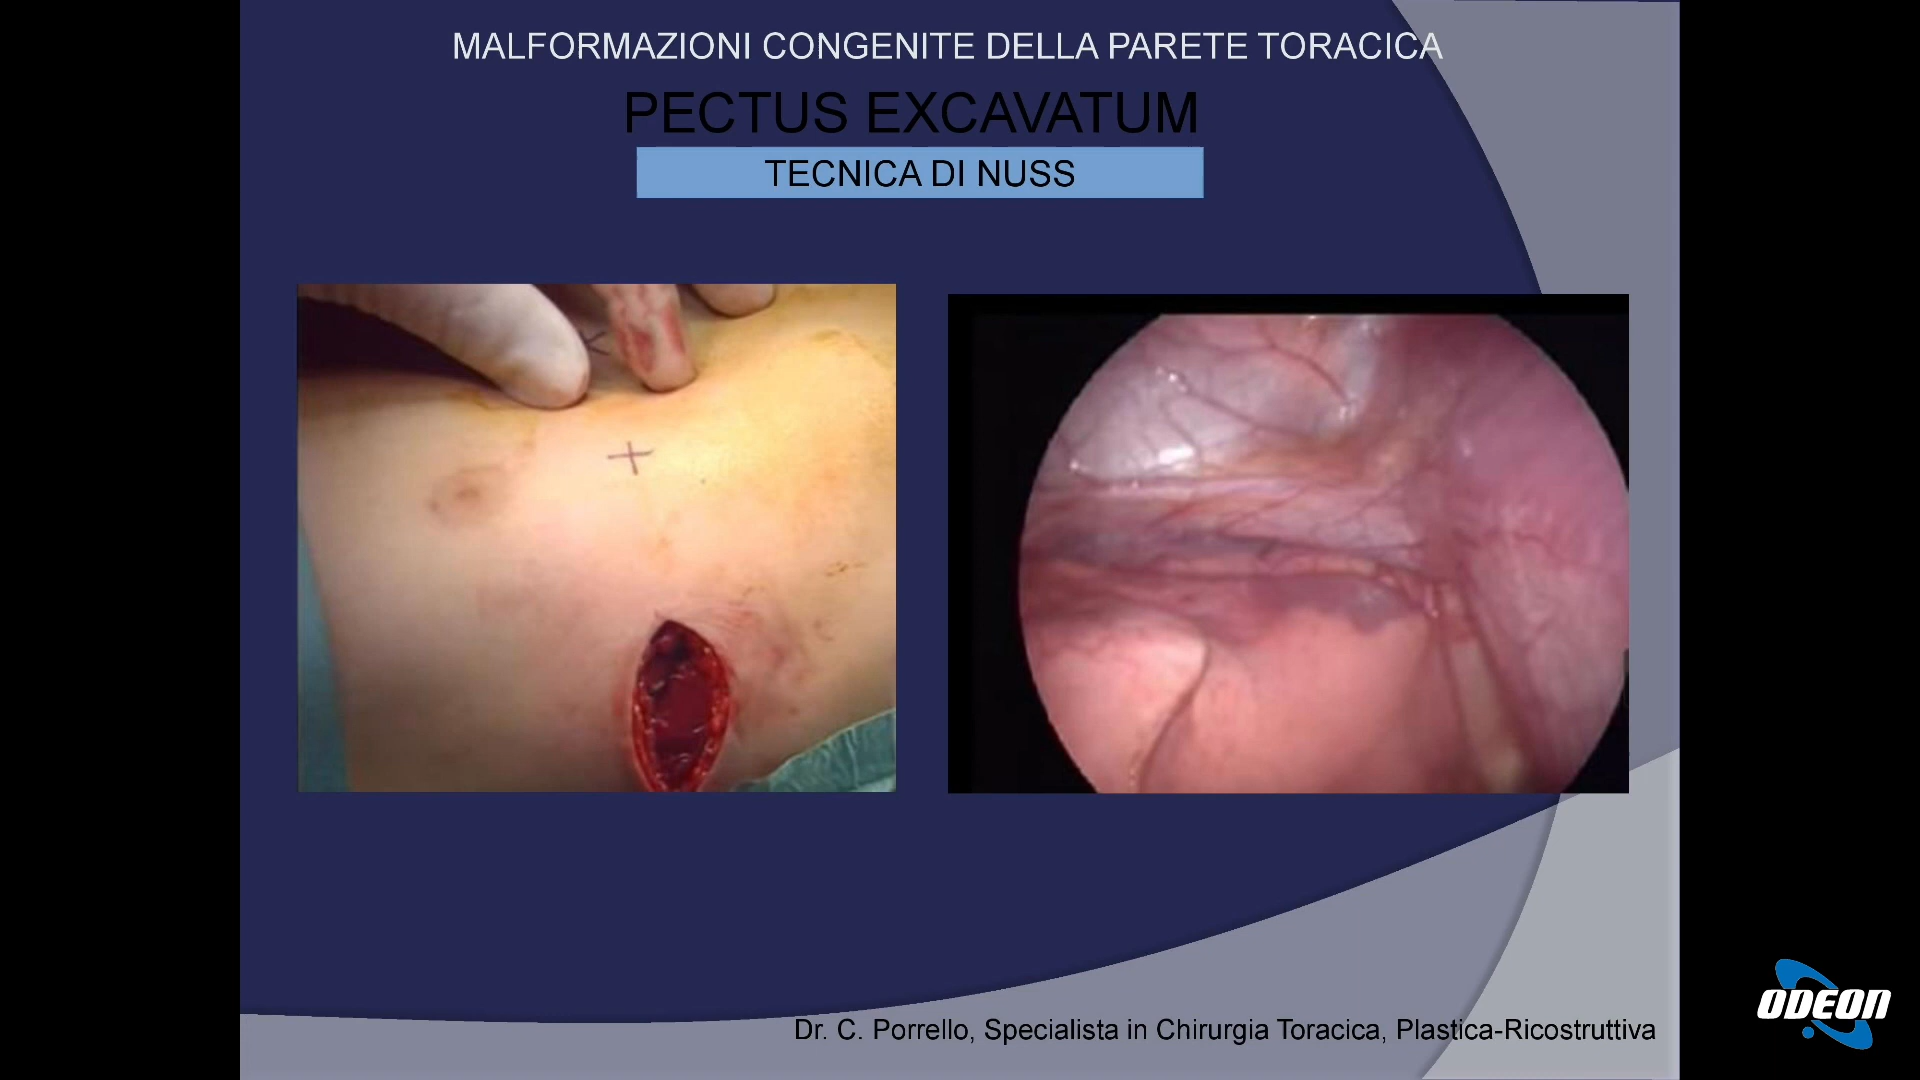 MALFORMAZIONI CONGENITE DELLA PARETE TORACICA
PECTUS EXCAVATUM
TECNICA DI NUSS
Dr. C. Porrello, Specialista in Chirurgia Toracica, Plastica-Ricostruttiva
ODEON